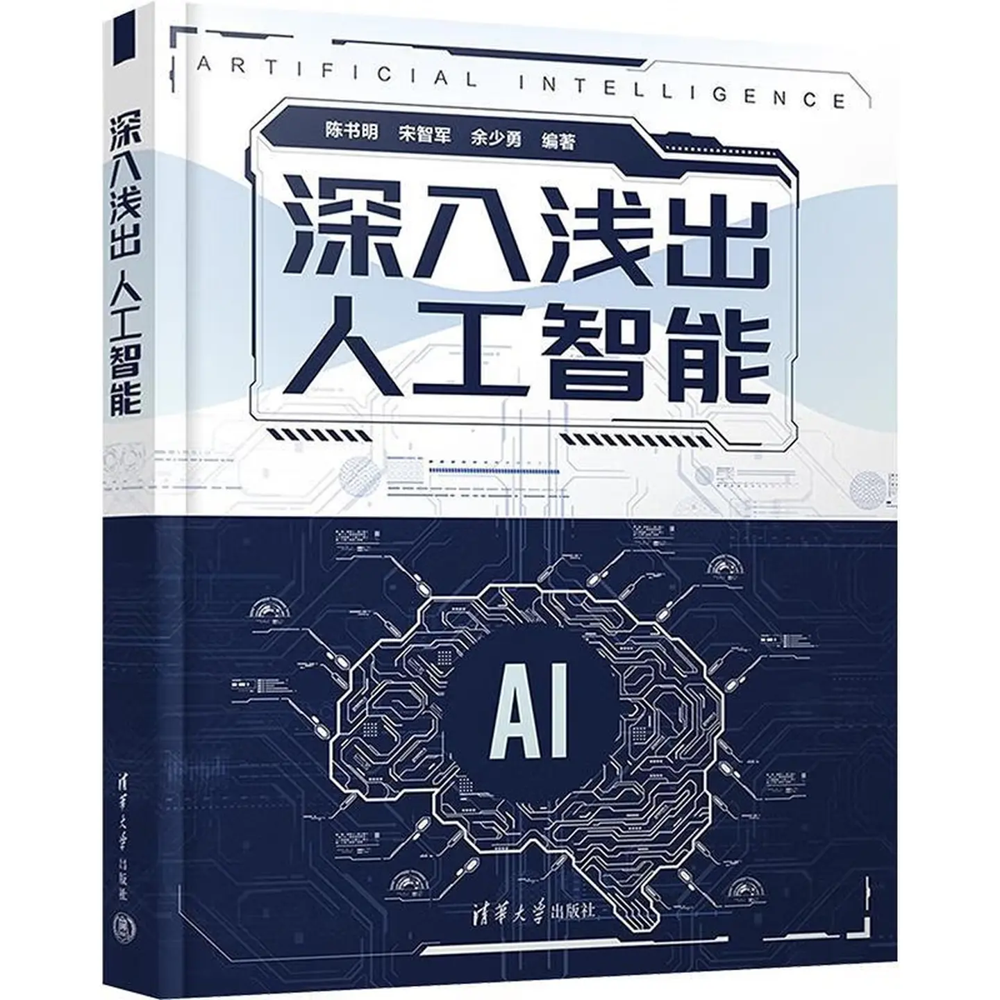 ARTIFICIAL INTELLIGENCE
陈书明 宋智军 余少勇 编著
深入浅出
人工智能
AI
清华大学出版社
深入浅出 人工智能
清华大学出版社